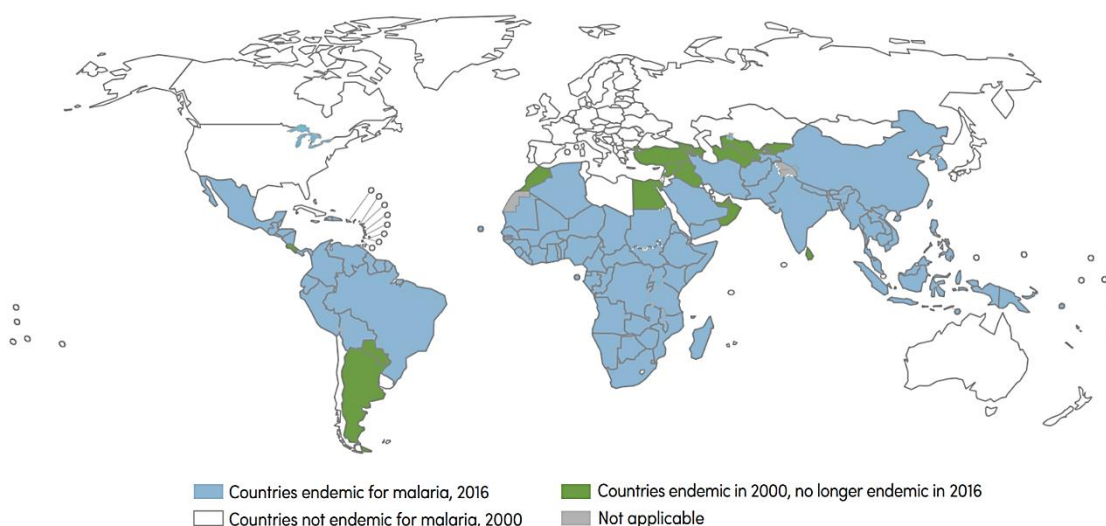 Countries endemic for malaria, 2016
Countries endemic in 2000, no longer endemic in 2016
Countries not endemic for malaria, 2000
Not applicable